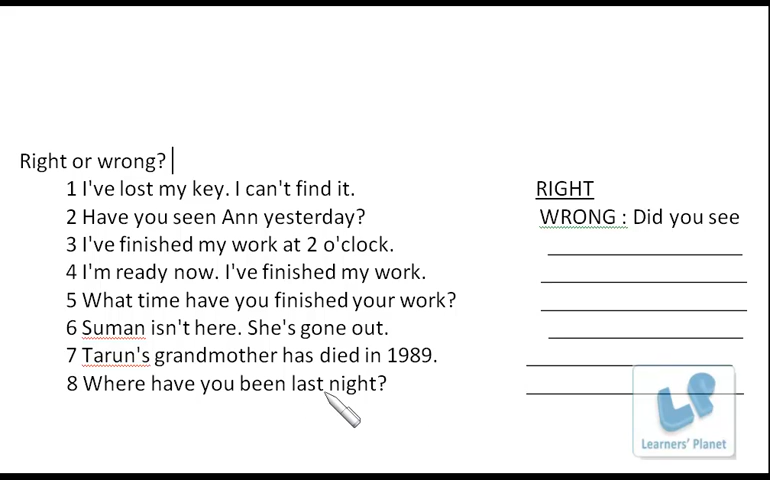 Right or wrong?
1 I've lost my key. I can't find it. RIGHT
2 Have you seen Ann yesterday? WRONG : Did you see
3 I've finished my work at 2 o'clock.
4 I'm ready now. I've finished my work.
5 What time have you finished your work?
6 Suman isn't here. She's gone out.
7 Tarun's grandmother has died in 1989.
8 Where have you been last night?
LP
Learners' Planet